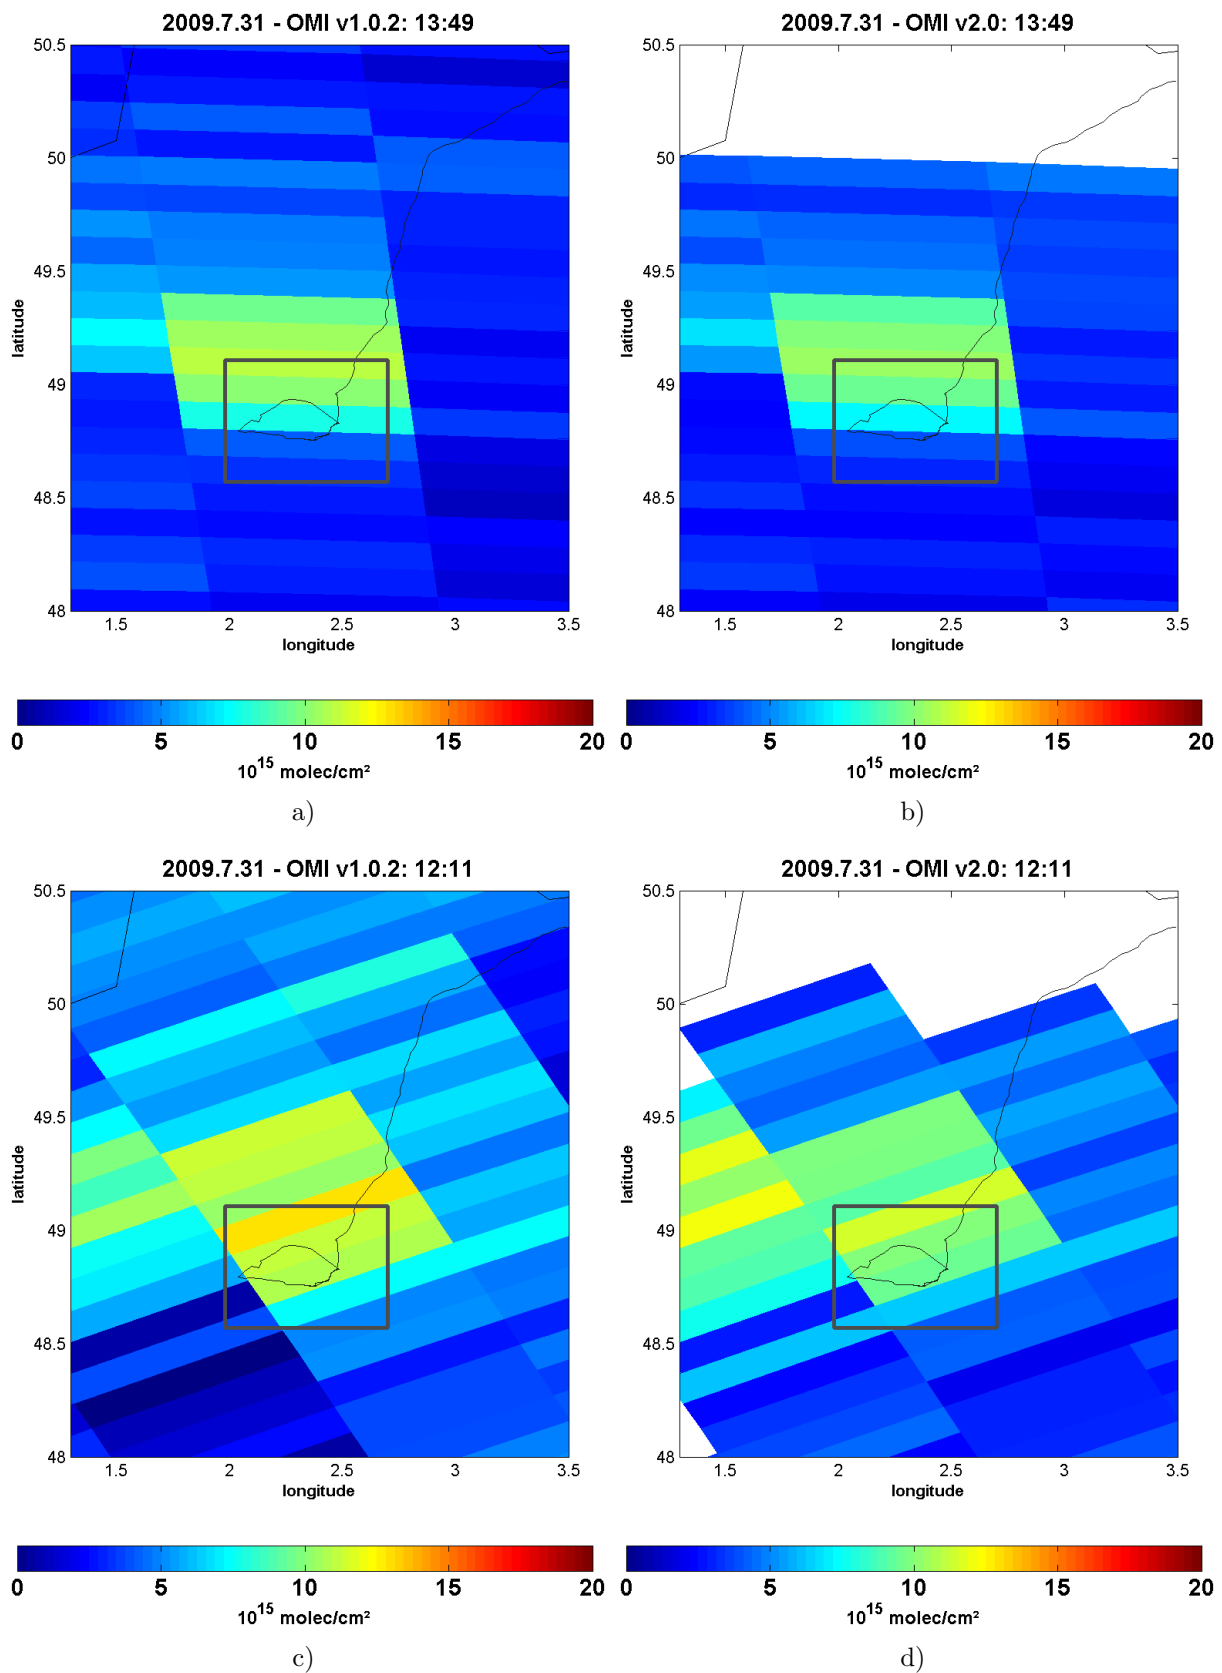 2009.7.31 - OMI v1.0.2: 13:49
50.5
50
49.5
49
48.5
48
latitude
1.5 2 2.5 3 3.5
longitude
0 5 10 15 20
10^15 molec/cm²
a)
2009.7.31 - OMI v2.0: 13:49
50.5
50
49.5
49
48.5
48
latitude
1.5 2 2.5 3 3.5
longitude
0 5 10 15 20
10^15 molec/cm²
b)
2009.7.31 - OMI v1.0.2: 12:11
50.5
50
49.5
49
48.5
48
latitude
1.5 2 2.5 3 3.5
longitude
0 5 10 15 20
10^15 molec/cm²
c)
2009.7.31 - OMI v2.0: 12:11
50.5
50
49.5
49
48.5
48
latitude
1.5 2 2.5 3 3.5
longitude
0 5 10 15 20
10^15 molec/cm²
d)